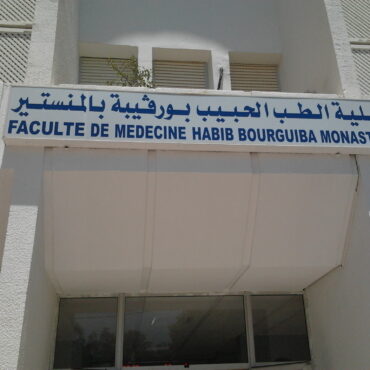 لية الطب الحبيب بورقيبة بالمنستير
FACULTE DE MEDECINE HABIB BOURGUIBA MONAST